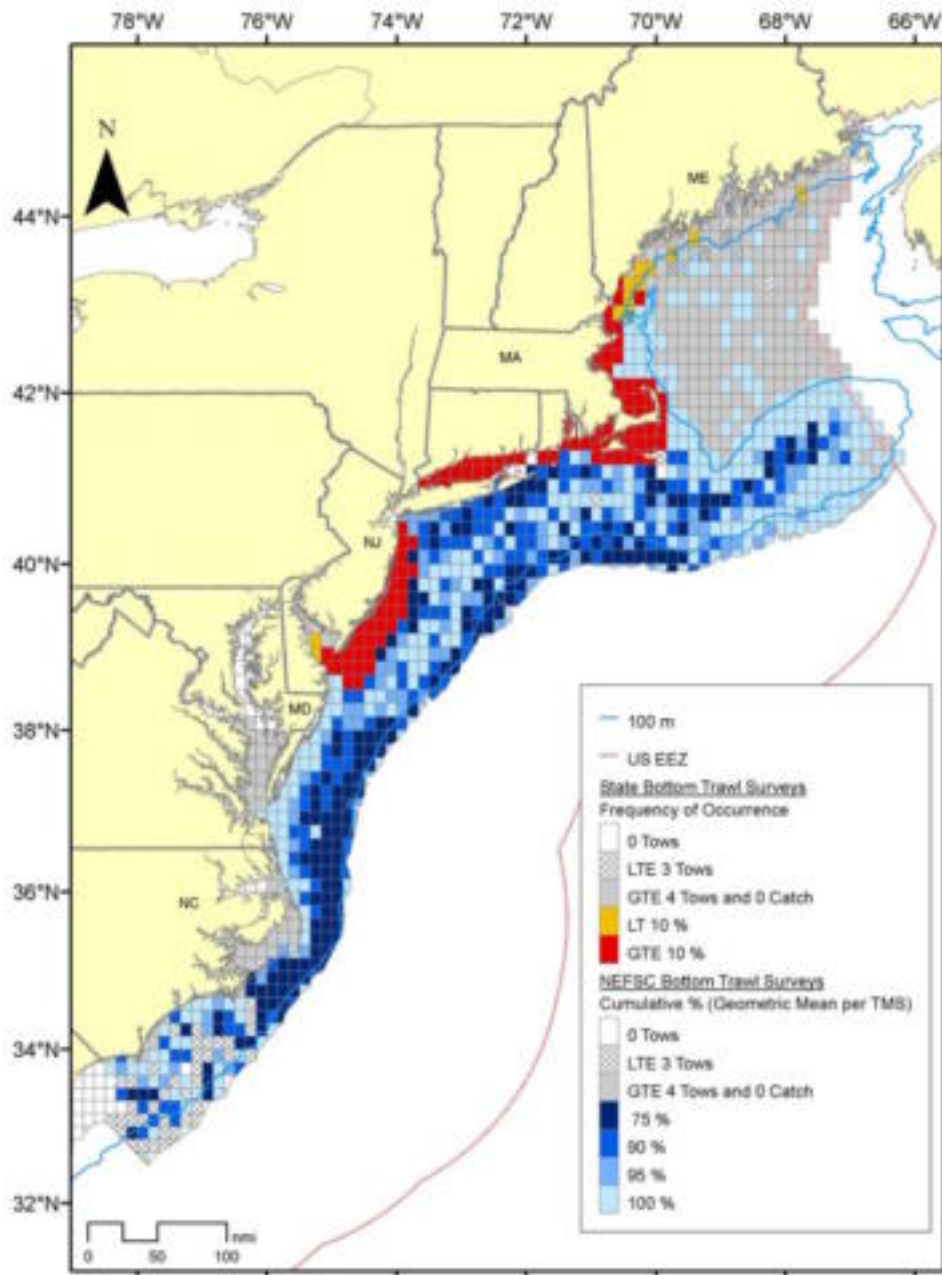 78°W 76°W 74°W 72°W 70°W 68°W 66°W
N
ME
44°N
MA
42°N
NJ
40°N
MD
38°N
36°N
NC
34°N
32°N
100 m
US EEZ
State Bottom Trawl Surveys
Frequency of Occurrence
0 Tows
LTE 3 Tows
GTE 4 Tows and 0 Catch
LT 10 %
GTE 10 %
NEFSC Bottom Trawl Surveys
Cumulative % (Geometric Mean per TMS)
0 Tows
LTE 3 Tows
GTE 4 Tows and 0 Catch
75 %
90 %
95 %
100 %
nmi
0 50 100